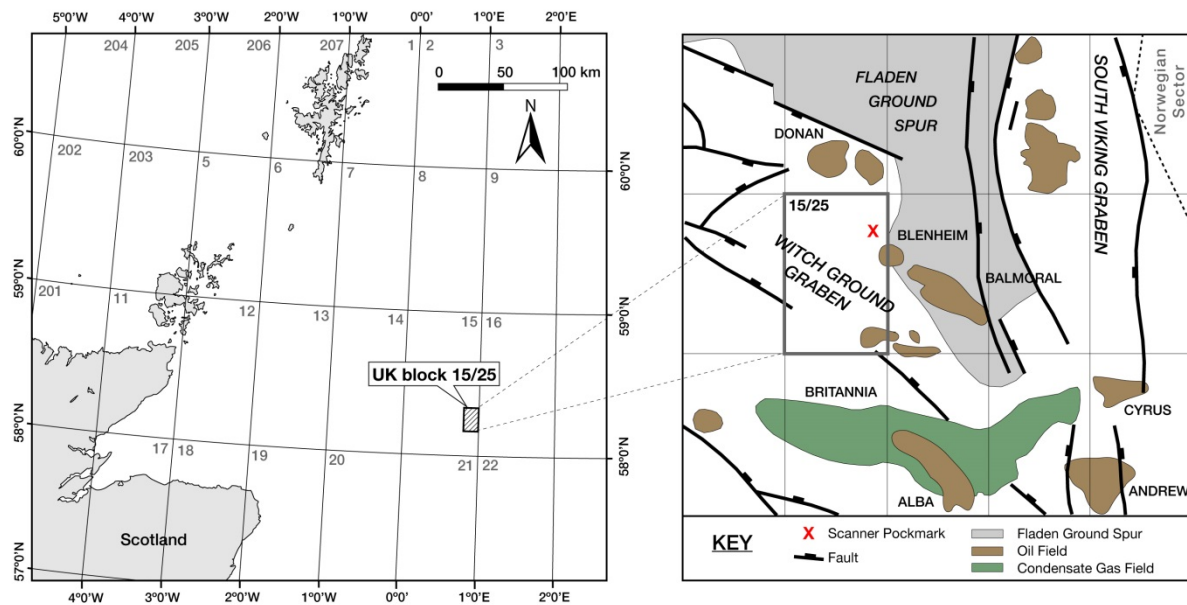 5°0'W 4°0'W 3°0'W 2°0'W 1°0'W 0°0' 1°0'E 2°0'E
204 205 206 207 1 2 3
0 50 100 km
N
60°0'N
202 203 5 6 7 8 9
60°0'N
59°0'N
201 11 12 13 14 15 16
59°0'N
UK block 15/25
58°0'N
17 18 19 20 21 22
58°0'N
Scotland
57°0'N
4°0'W 3°0'W 2°0'W 1°0'W 0°0' 1°0'E 2°0'E
FLADEN
GROUND
SPUR
SOUTH VIKING GRABEN
Norwegian
Sector
DONAN
15/25
X
BLENHEIM
WITCH GROUND
GRABEN
BALMORAL
BRITANNIA
CYRUS
ALBA
ANDREW
KEY
X Scanner Pockmark
Fault
Fladen Ground Spur
Oil Field
Condensate Gas Field